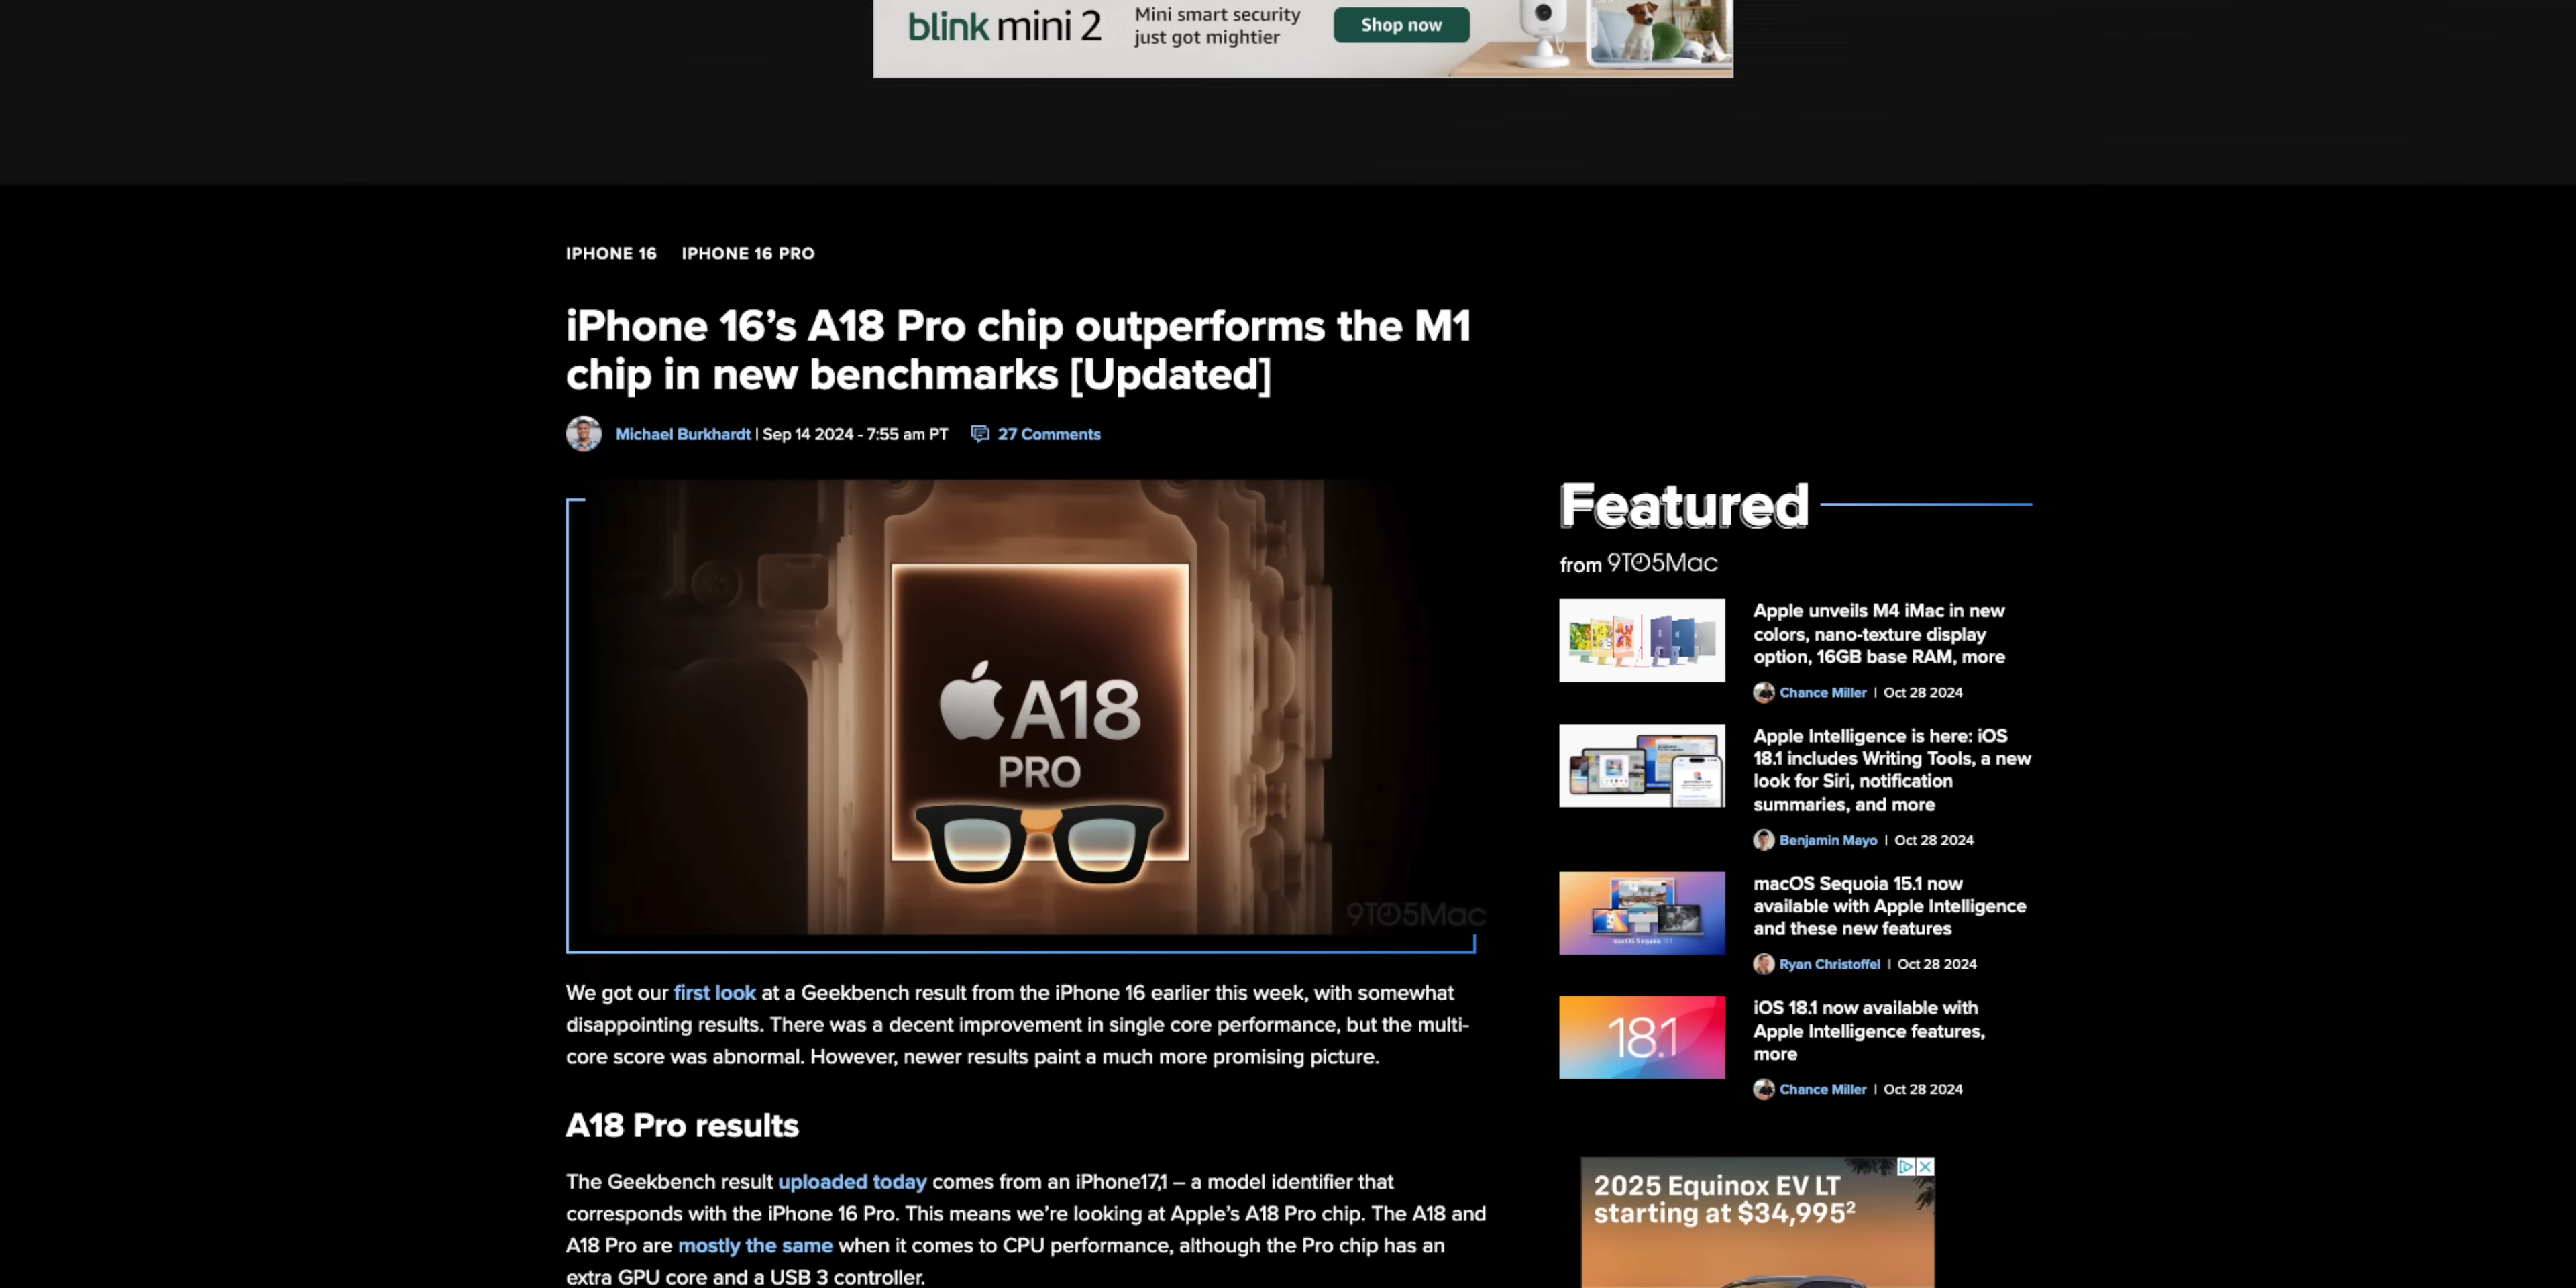 blink mini 2
Mini smart security
just got mightier
Shop now
IPHONE 16 IPHONE 16 PRO
iPhone 16’s A18 Pro chip outperforms the M1
chip in new benchmarks [Updated]
Michael Burkhardt | Sep 14 2024 - 7:55 am PT 27 Comments
A18
PRO
9TO5Mac
We got our first look at a Geekbench result from the iPhone 16 earlier this week, with somewhat
disappointing results. There was a decent improvement in single core performance, but the multi-
core score was abnormal. However, newer results paint a much more promising picture.
A18 Pro results
The Geekbench result uploaded today comes from an iPhone17,1 – a model identifier that
corresponds with the iPhone 16 Pro. This means we’re looking at Apple’s A18 Pro chip. The A18 and
A18 Pro are mostly the same when it comes to CPU performance, although the Pro chip has an
extra GPU core and a USB 3 controller.
Featured
from 9TO5Mac
Apple unveils M4 iMac in new
colors, nano-texture display
option, 16GB base RAM, more
Chance Miller | Oct 28 2024
Apple Intelligence is here: iOS
18.1 includes Writing Tools, a new
look for Siri, notification
summaries, and more
Benjamin Mayo | Oct 28 2024
macOS Sequoia 15.1
macOS Sequoia 15.1 now
available with Apple Intelligence
and these new features
Ryan Christoffel | Oct 28 2024
18.1
iOS 18.1 now available with
Apple Intelligence features,
more
Chance Miller | Oct 28 2024
2025 Equinox EV LT
starting at $34,995²